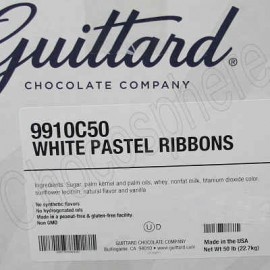 Guittard®
CHOCOLATE COMPANY
9910C50
WHITE PASTEL RIBBONS
Ingredients: Sugar, palm kernel and palm oils, whey, nonfat milk, titanium dioxide color,
sunflower lecithin, natural flavor and vanilla.
No synthetic flavors
No hydrogenated oils
Made in a peanut-free & gluten-free facility
Non GMO
U D
GUITTARD CHOCOLATE COMPANY
Burlingame, CA 94010 • www.guittard.com
Made in the USA
Net Wt 50 lb (22.7kg)